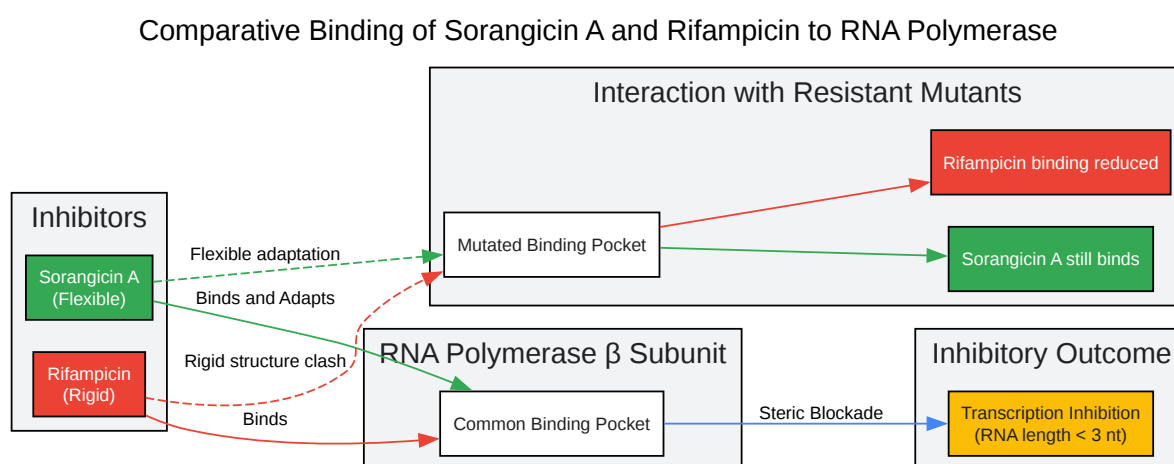 Comparative Binding of Sorangicin A and Rifampicin to RNA Polymerase
Interaction with Resistant Mutants
Rifampicin binding reduced
Inhibitors
Mutated Binding Pocket
Flexible adaptation
Sorangicin A
(Flexible)
Sorangicin A still binds
Binds and Adapts
RNA Polymerase β Subunit
Inhibitory Outcome
Rigid structure clash
Rifampicin
(Rigid)
Binds
Common Binding Pocket
Steric Blockade
Transcription Inhibition
(RNA length < 3 nt)